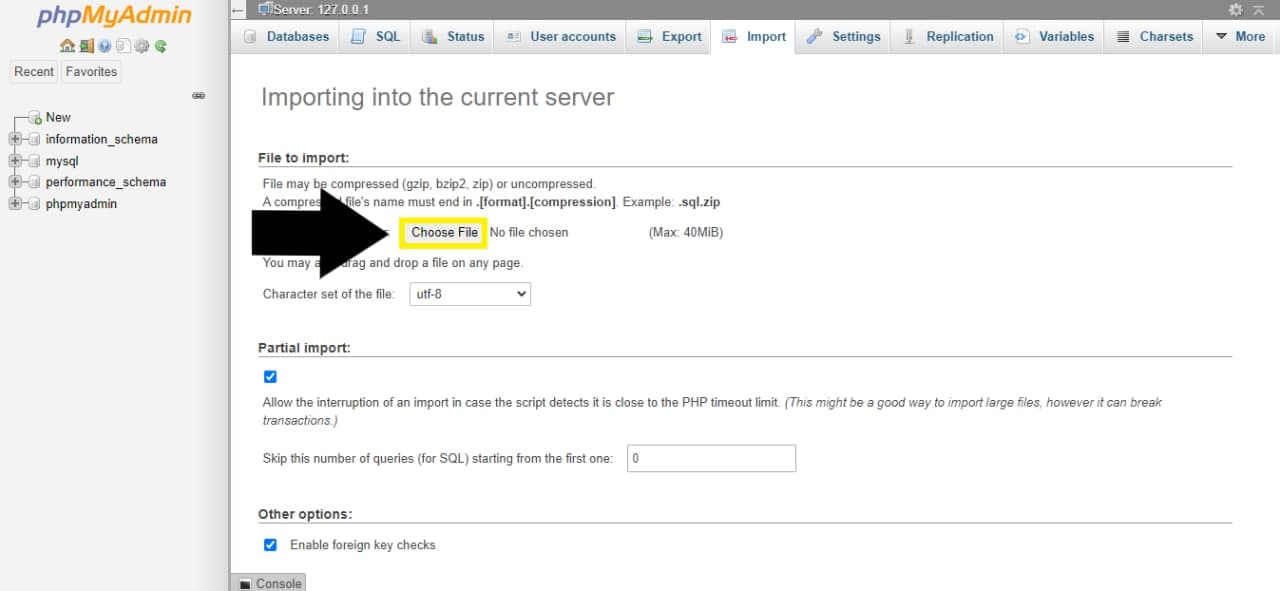 phpMyAdmin
Recent Favorites
New
information_schema
mysql
performance_schema
phpmyadmin
Server: 127.0.0.1
Databases SQL Status User accounts Export Import Settings Replication Variables Charsets More
Importing into the current server
File to import:
File may be compressed (gzip, bzip2, zip) or uncompressed.
A compressed file's name must end in .[format].[compression]. Example: .sql.zip
Choose File No file chosen (Max: 40MiB)
You may also drag and drop a file on any page.
Character set of the file: utf-8
Partial import:
Allow the interruption of an import in case the script detects it is close to the PHP timeout limit. (This might be a good way to import large files, however it can break
transactions.)
Skip this number of queries (for SQL) starting from the first one: 0
Other options:
Enable foreign key checks
Console